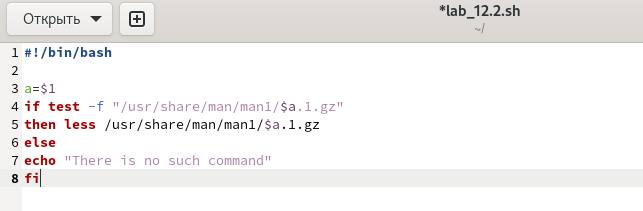 Открыть
*lab_12.2.sh
~/
1 #!/bin/bash
2
3 a=$1
4 if test -f "/usr/share/man/man1/$a.1.gz"
5 then less /usr/share/man/man1/$a.1.gz
6 else
7 echo "There is no such command"
8 fi